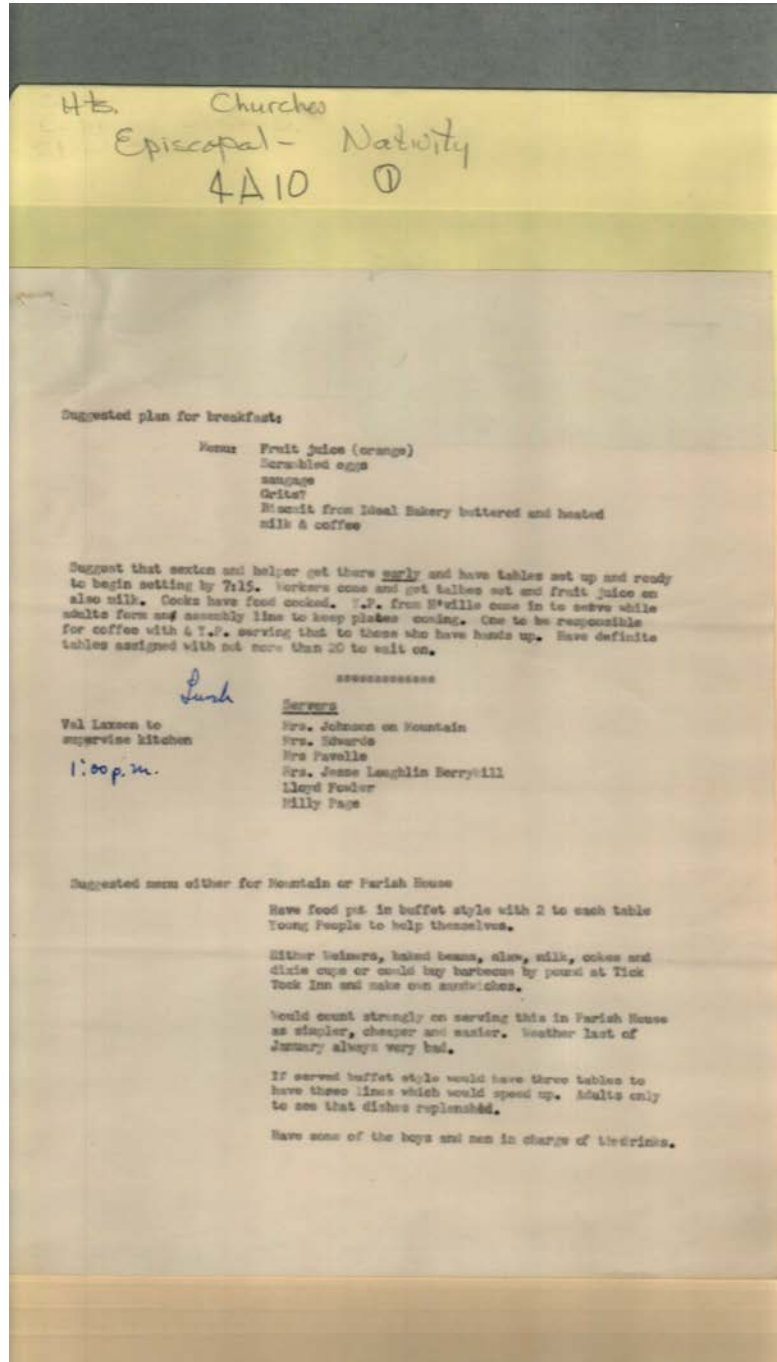 Hts. Churches
Episcopal - Nativity
4A10 ①
Suggested plan for breakfast:
Menu: Fruit juice (orange)
Scrambled eggs
sausage
Grits?
Biscuit from Ideal Bakery buttered and heated
milk & coffee
Suggest that sexton and helper get there early and have tables set up and ready
to begin setting by 7:15. Workers come and get talbes set and fruit juice on
also milk. Cooks have food cooked. Y.P. from H'ville come in to serve while
adults form and assembly line to keep plates coming. One to be responsible
for coffee with 4 Y.P. serving that to those who have hands up. Have definite
tables assigned with not more than 20 to wait on.
*************
Lunch
Servers
Val Laxson to
supervise kitchen
1:00 p.m.
Mrs. Johnson on Mountain
Mrs. Edwards
Mrs Pavelle
Mrs. Jesse Laughlin Berryhill
Lloyd Fowler
Milly Page
Suggested menu either for Mountain or Parish House
Have food put in buffet style with 2 to each table
Young People to help themselves.
Either Weiners, baked beans, slaw, milk, cokes and
dixie cups or could buy barbecue by pound at Tick
Tock Inn and make own sandwiches.
Would count strongly on serving this in Parish House
as simpler, cheaper and easier. Weather last of
January always very bad.
If served buffet style would have three tables to
have three lines which would speed up. Adults only
to see that dishes replenshed.
Have some of the boys and men in charge of thedrinks.